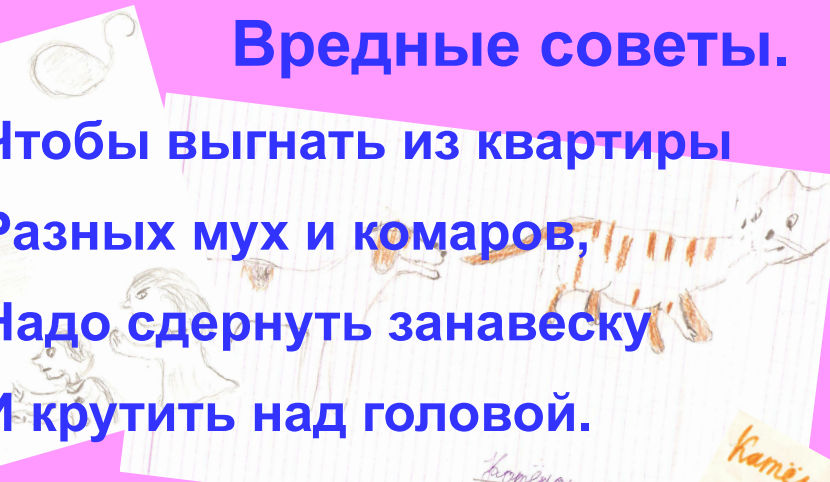 Вредные советы.
Чтобы выгнать из квартиры
Разных мух и комаров,
Надо сдернуть занавеску
И крутить над головой.